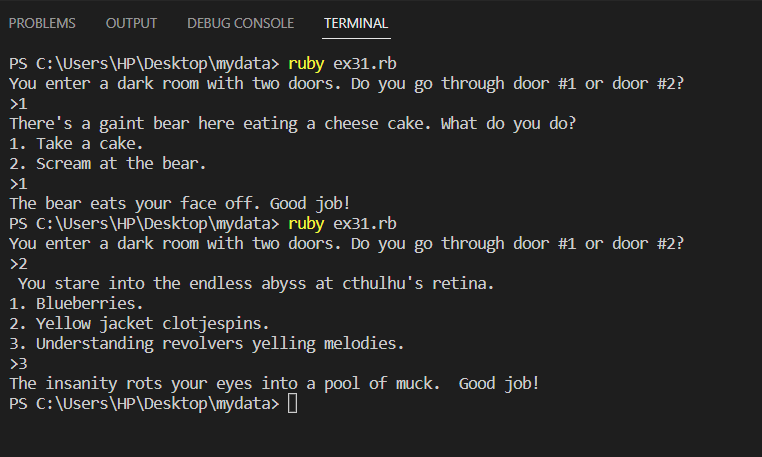 PROBLEMS OUTPUT DEBUG CONSOLE TERMINAL
PS C:\Users\HP\Desktop\mydata> ruby ex31.rb
You enter a dark room with two doors. Do you go through door #1 or door #2?
>1
There's a gaint bear here eating a cheese cake. What do you do?
1. Take a cake.
2. Scream at the bear.
>1
The bear eats your face off. Good job!
PS C:\Users\HP\Desktop\mydata> ruby ex31.rb
You enter a dark room with two doors. Do you go through door #1 or door #2?
>2
 You stare into the endless abyss at cthulhu's retina.
1. Blueberries.
2. Yellow jacket clotjespins.
3. Understanding revolvers yelling melodies.
>3
The insanity rots your eyes into a pool of muck.  Good job!
PS C:\Users\HP\Desktop\mydata>